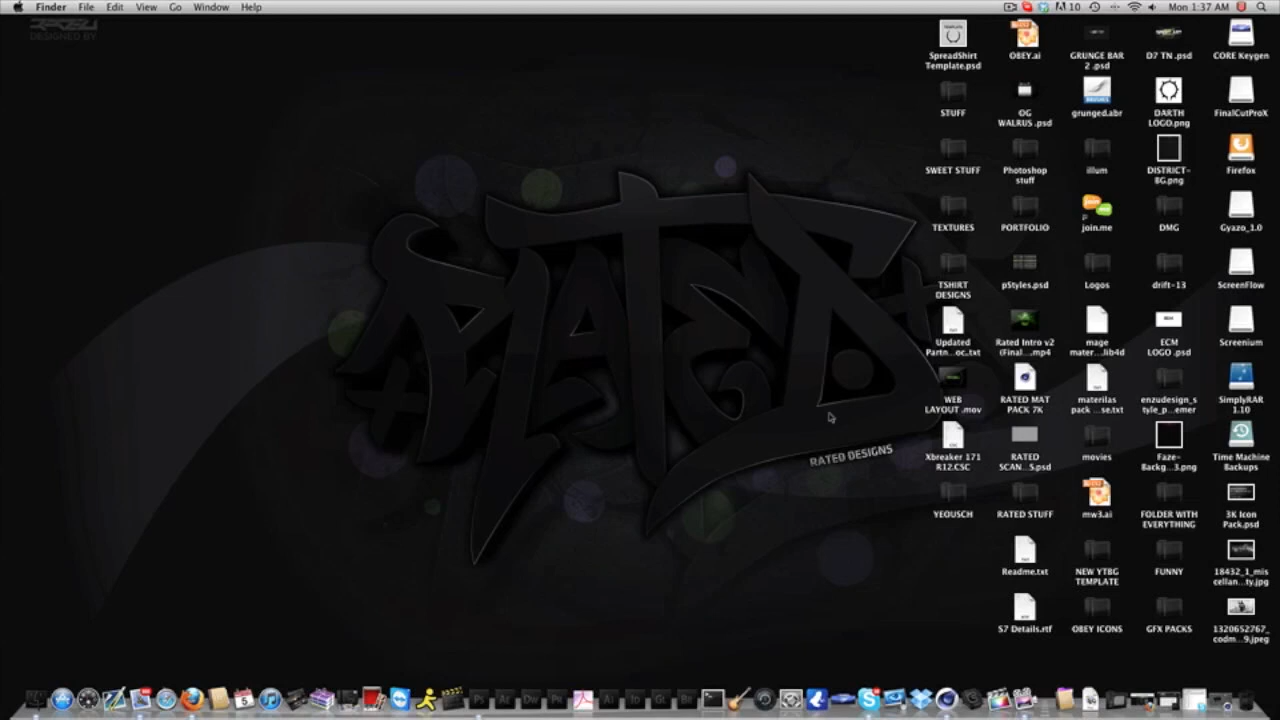 Finder File Edit View Go Window Help
10
Mon 1:37 AM
DESIGNED BY
RATED
RATED DESIGNS
SpreadShirt
Template.psd
OBEY.ai
GRUNGE BAR
2 .psd
D7 TN .psd
CORE Keygen
STUFF
OG
WALRUS .psd
grunged.abr
DARTH
LOGO.png
FinalCutProX
SWEET STUFF
Photoshop
stuff
illum
DISTRICT-
BG.png
Firefox
TEXTURES
PORTFOLIO
join.me
DMG
Gyazo_1.0
TSHIRT
DESIGNS
pStyles.psd
Logos
drift-13
ScreenFlow
Updated
Partn...oc.txt
Rated Intro v2
(Final....mp4
mage
mater....lib4d
ECM
LOGO .psd
Screenium
WEB
LAYOUT .mov
RATED MAT
PACK 7K
materilas
pack ...se.txt
enzudesign_s
tyle_p...emer
SimplyRAR
1.10
Xbreaker 171
R12.CSC
RATED
SCAN...S.psd
movies
Faze-
Backg...3.png
Time Machine
Backups
YEOUSCH
RATED STUFF
mw3.ai
FOLDER WITH
EVERYTHING
3K Icon
Pack.psd
Readme.txt
NEW YTBG
TEMPLATE
FUNNY
18432_1_mis
cellan...ty.jpg
S7 Details.rtf
OBEY ICONS
GFX PACKS
1320652767_
codm...9.jpeg